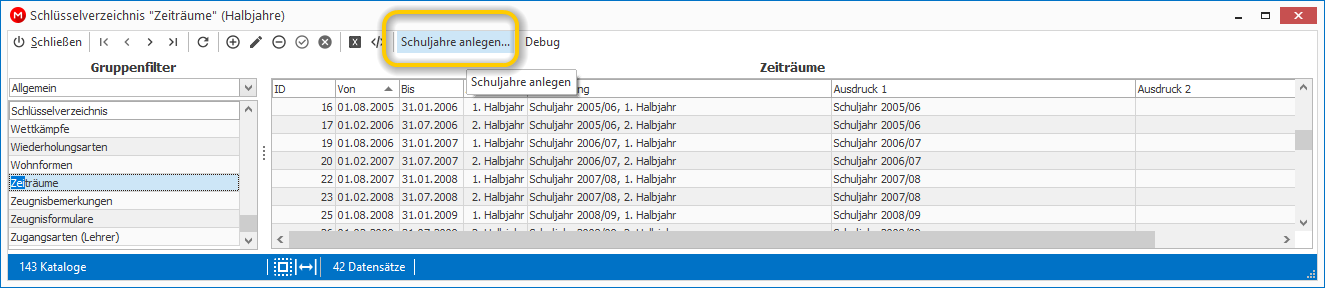 M Schlüsselverzeichnis "Zeiträume" (Halbjahre)
Schließen X </> Schuljahre anlegen... Debug
Gruppenfilter
Zeiträume
Allgemein
Schuljahre anlegen
ID Von Bis ng Ausdruck 1 Ausdruck 2
Schlüsselverzeichnis
Wettkämpfe
Wiederholungsarten
Wohnformen
Zeiträume
Zeugnisbemerkungen
Zeugnisformulare
Zugangsarten (Lehrer)
16 01.08.2005 31.01.2006 1. Halbjahr Schuljahr 2005/06, 1. Halbjahr Schuljahr 2005/06
17 01.02.2006 31.07.2006 2. Halbjahr Schuljahr 2005/06, 2. Halbjahr Schuljahr 2005/06
19 01.08.2006 31.01.2007 1. Halbjahr Schuljahr 2006/07, 1. Halbjahr Schuljahr 2006/07
20 01.02.2007 31.07.2007 2. Halbjahr Schuljahr 2006/07, 2. Halbjahr Schuljahr 2006/07
22 01.08.2007 31.01.2008 1. Halbjahr Schuljahr 2007/08, 1. Halbjahr Schuljahr 2007/08
23 01.02.2008 31.07.2008 2. Halbjahr Schuljahr 2007/08, 2. Halbjahr Schuljahr 2007/08
25 01.08.2008 31.01.2009 1. Halbjahr Schuljahr 2008/09, 1. Halbjahr Schuljahr 2008/09
143 Kataloge 42 Datensätze